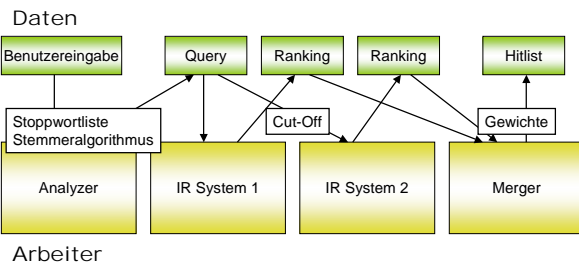 Daten
Benutzereingabe
Query
Ranking
Ranking
Hitlist
Stoppwortliste
Stemmeralgorithmus
Cut-Off
Gewichte
Analyzer
IR System 1
IR System 2
Merger
Arbeiter